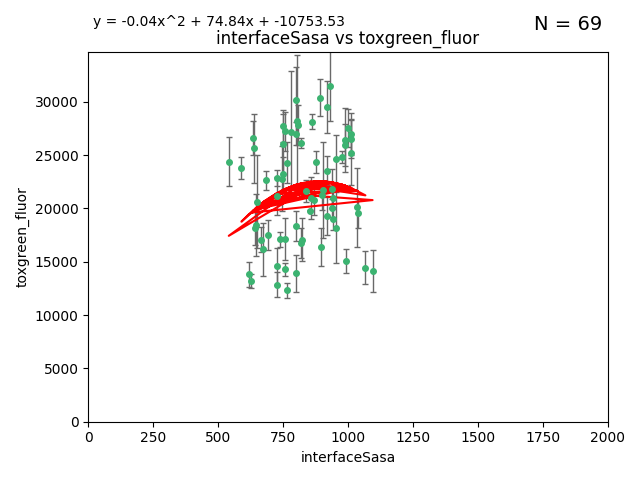 y = -0.04x^2 + 74.84x + -10753.53
N = 69
interfaceSasa vs toxgreen_fluor
toxgreen_fluor
30000
25000
20000
15000
10000
5000
0
0 250 500 750 1000 1250 1500 1750 2000
interfaceSasa